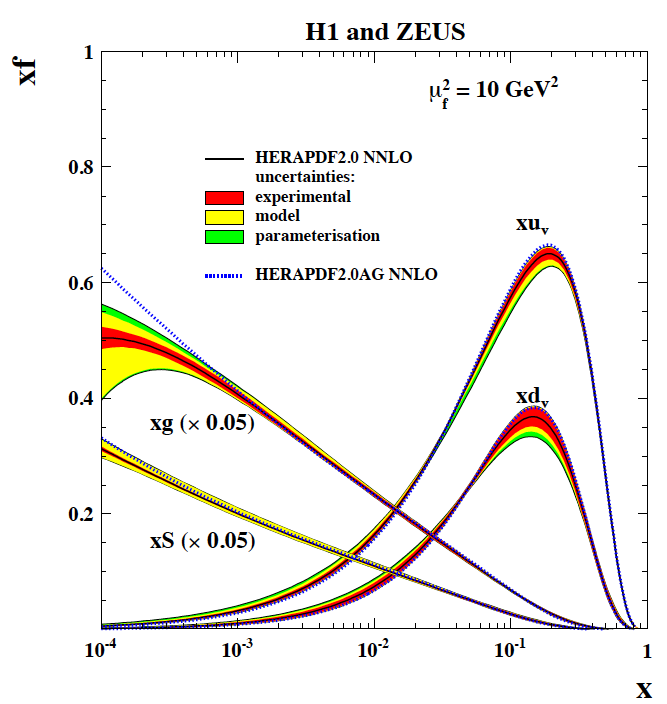 H1 and ZEUS
xf
1
μ_f^2 = 10 GeV^2
HERAPDF2.0 NNLO
uncertainties:
experimental
model
parameterisation
HERAPDF2.0AG NNLO
0.8
xu_v
0.6
xd_v
0.4
xg (× 0.05)
0.2
xS (× 0.05)
10^-4 10^-3 10^-2 10^-1 1
x